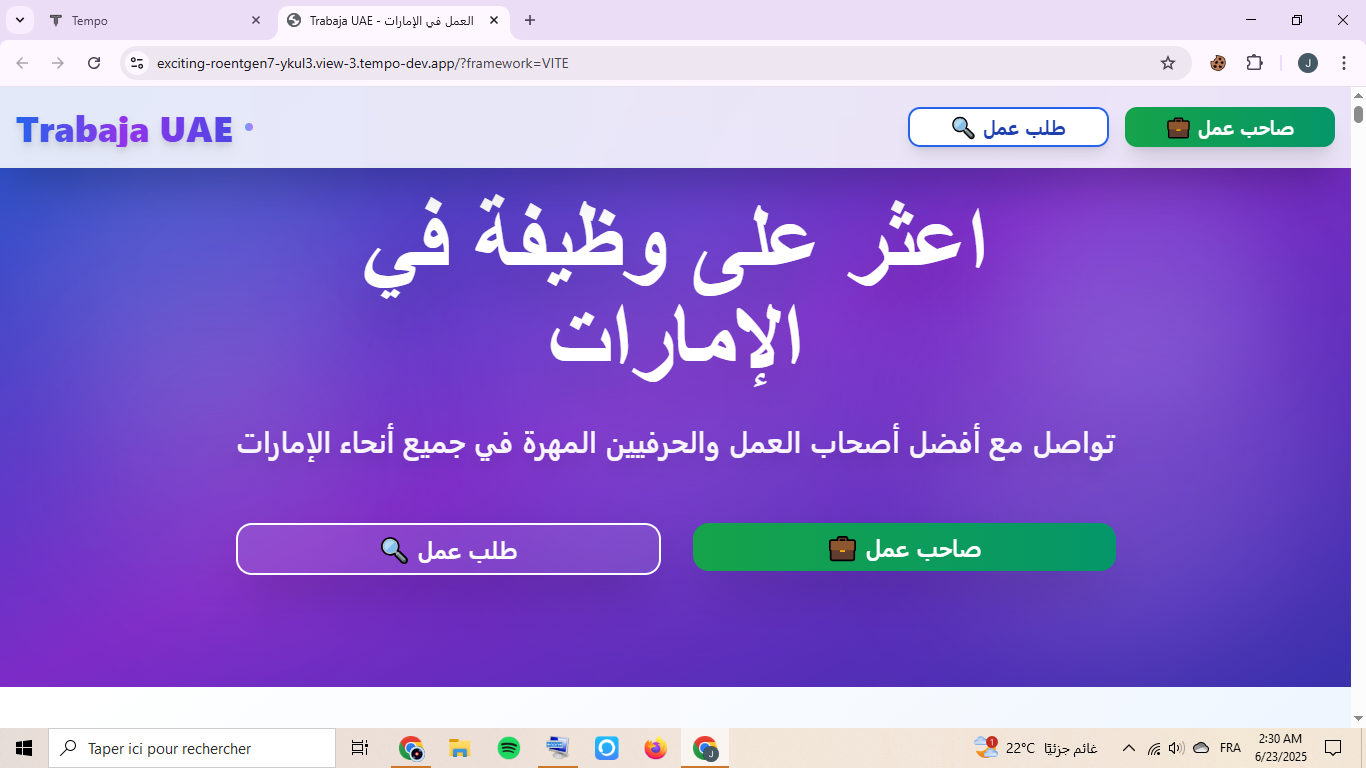 Tempo
Trabaja UAE - العمل في الإمارات
exciting-roentgen7-ykul3.view-3.tempo-dev.app/?framework=VITE
J
Trabaja UAE
طلب عمل
صاحب عمل
اعثر على وظيفة في
الإمارات
تواصل مع أفضل أصحاب العمل والحرفيين المهرة في جميع أنحاء الإمارات
طلب عمل
صاحب عمل
Taper ici pour rechercher
J
1
22°C غائم جزئيًا
FRA
2:30 AM
6/23/2025